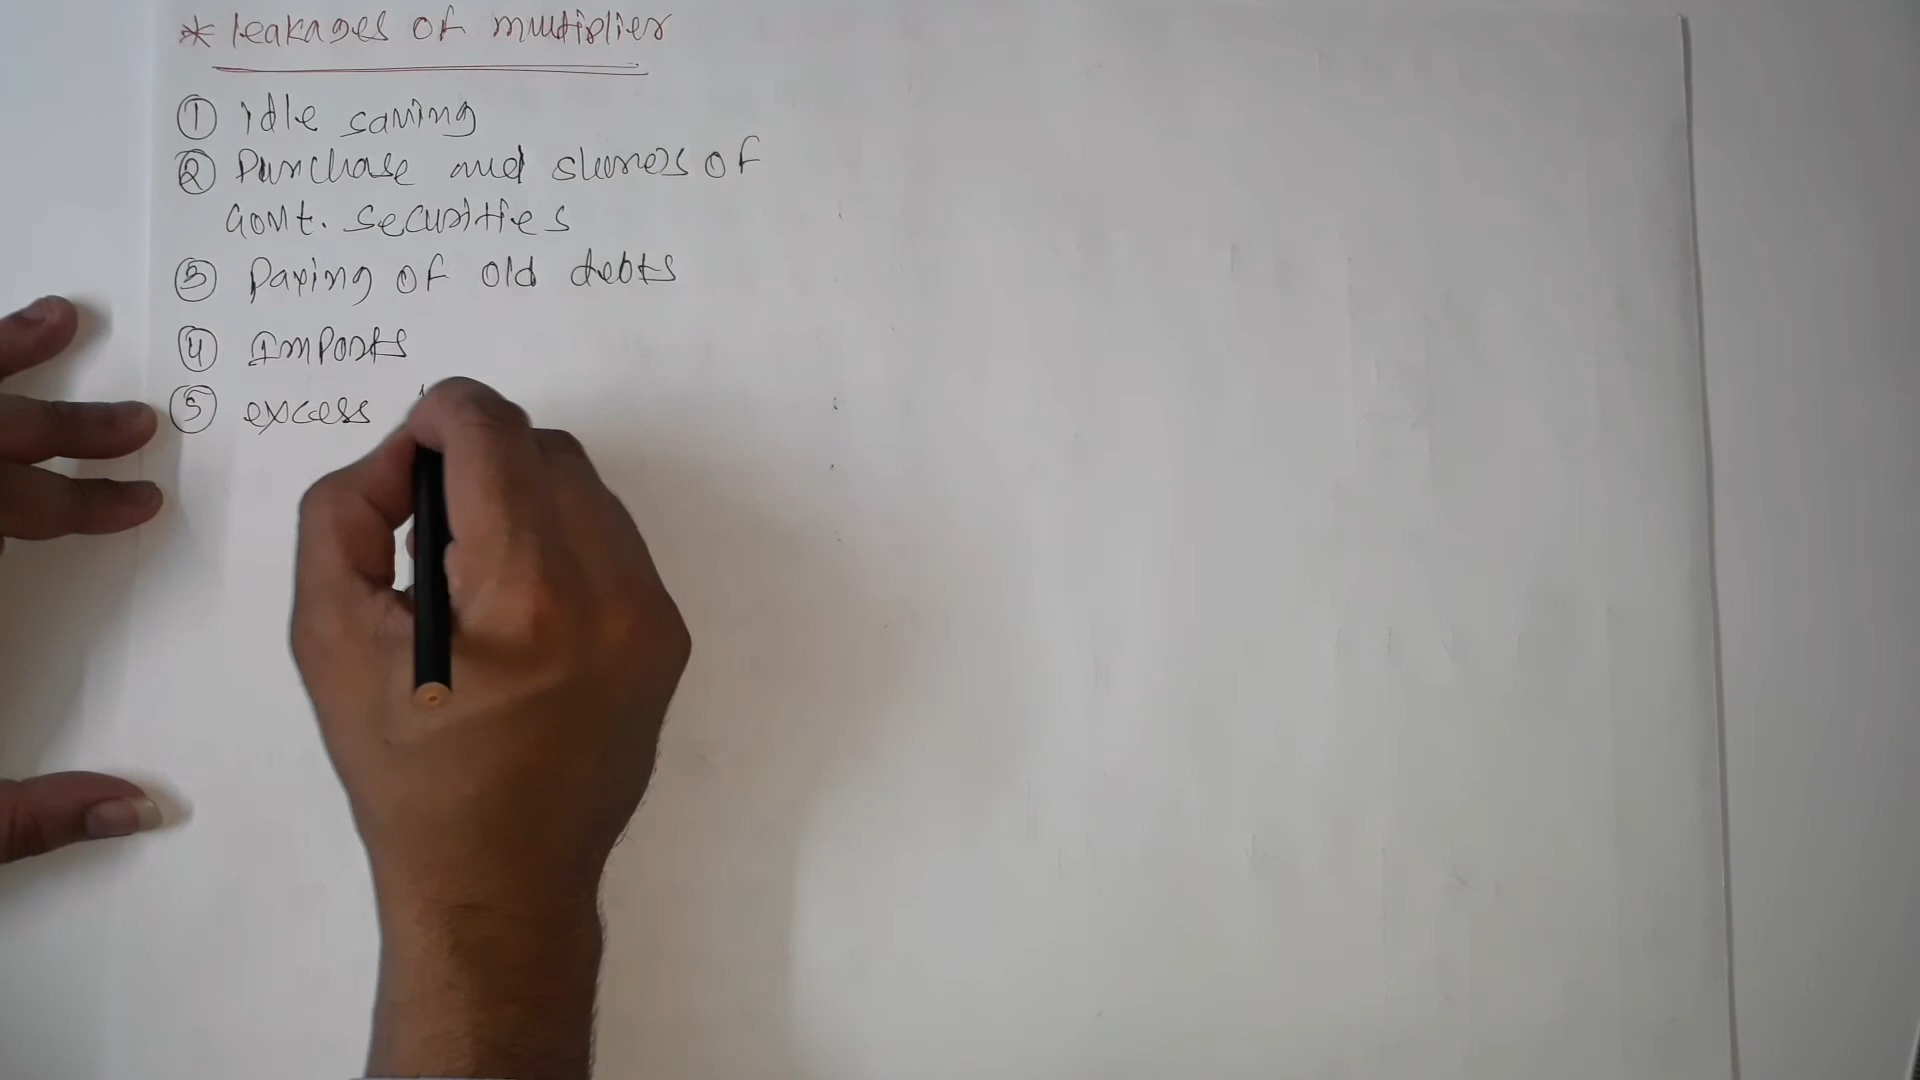 * leakages of multiplier
① idle saving
② Purchase and shares of
Govt. securities
③ Paying of old debts
④ Imports
⑤ excess